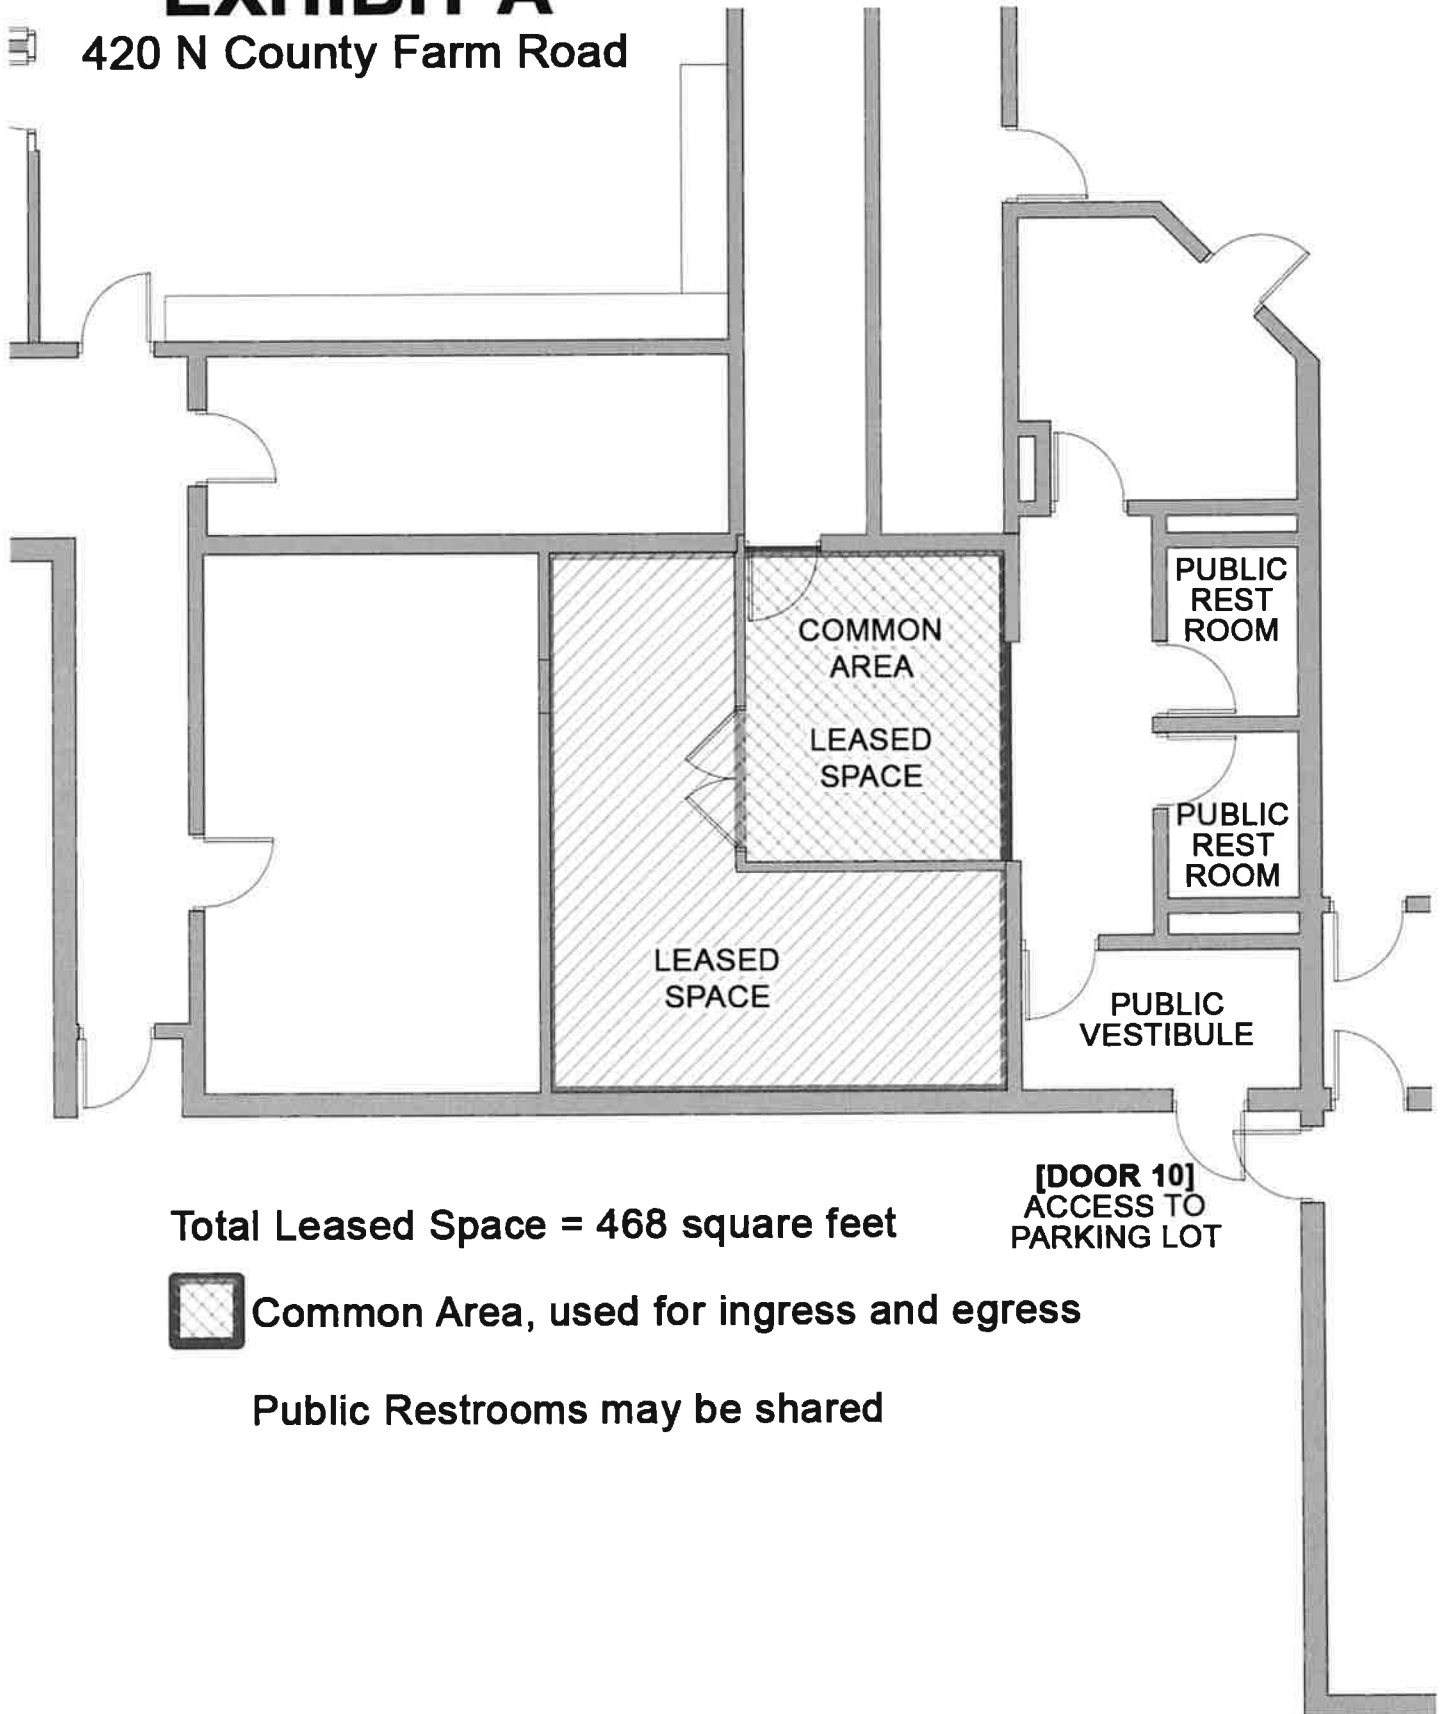 EXHIBIT A
420 N County Farm Road
PUBLIC
REST
ROOM
COMMON
AREA
LEASED
SPACE
PUBLIC
REST
ROOM
LEASED
SPACE
PUBLIC
VESTIBULE
[DOOR 10]
ACCESS TO
PARKING LOT
Total Leased Space = 468 square feet
Common Area, used for ingress and egress
Public Restrooms may be shared